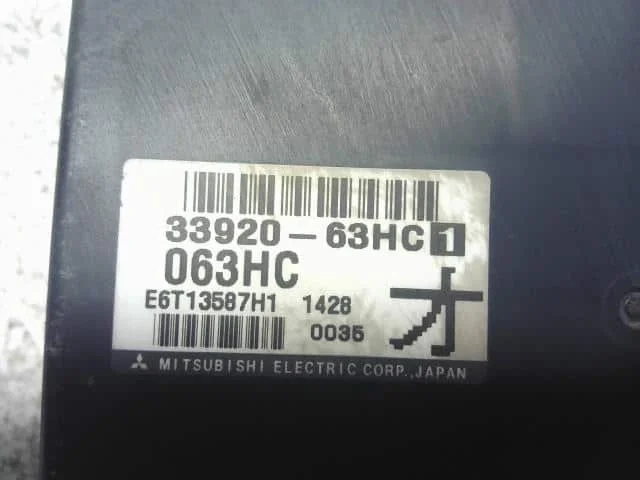 33920-63HC 1
063HC
E6T13587H1 1428
0035
オ
MITSUBISHI ELECTRIC CORP., JAPAN